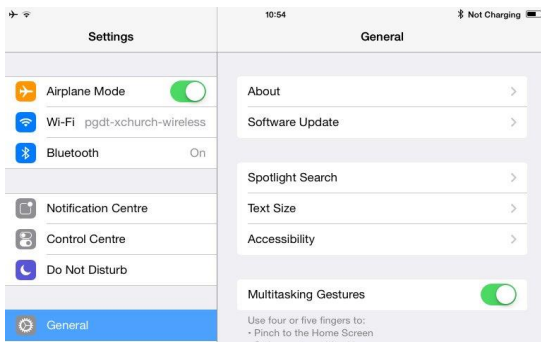 10:54
Not Charging
Settings
General
Airplane Mode
Wi-Fi pgdt-xchurch-wireless
Bluetooth On
Notification Centre
Control Centre
Do Not Disturb
General
About
Software Update
Spotlight Search
Text Size
Accessibility
Multitasking Gestures
Use four or five fingers to:
• Pinch to the Home Screen